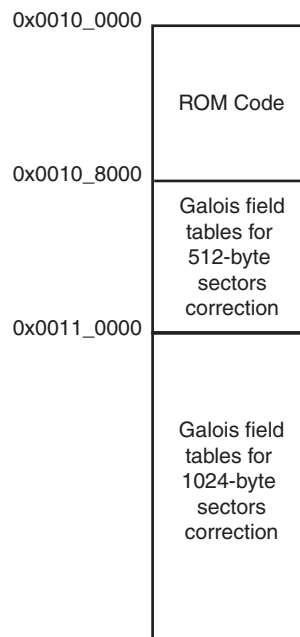 0x0010_0000
ROM Code
0x0010_8000
Galois field
tables for
512-byte
sectors
correction
0x0011_0000
Galois field
tables for
1024-byte
sectors
correction